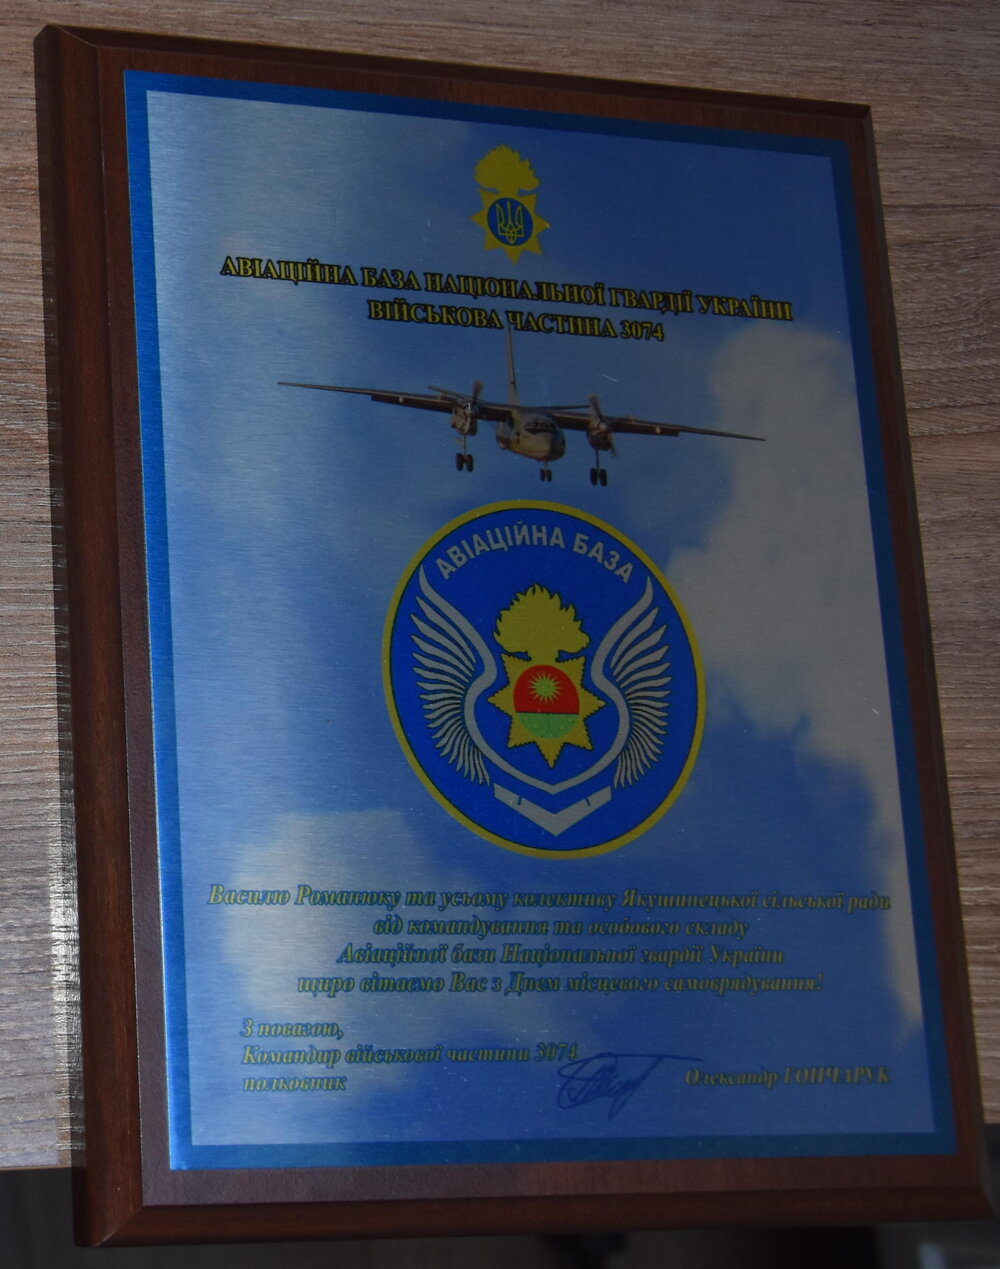 АВІАЦІЙНА БАЗА НАЦІОНАЛЬНОЇ ГВАРДІЇ УКРАЇНИ
ВІЙСЬКОВА ЧАСТИНА 3074
АВІАЦІЙНА БАЗА
Василю Романюку та усьому колективу Якушинецької сільської ради
від командування та особового складу
Авіаційної бази Національної гвардії України
щиро вітаємо Вас з Днем місцевого самоврядування!
З повагою,
Командир військової частини 3074
полковник Олександр ГОНЧАРУК